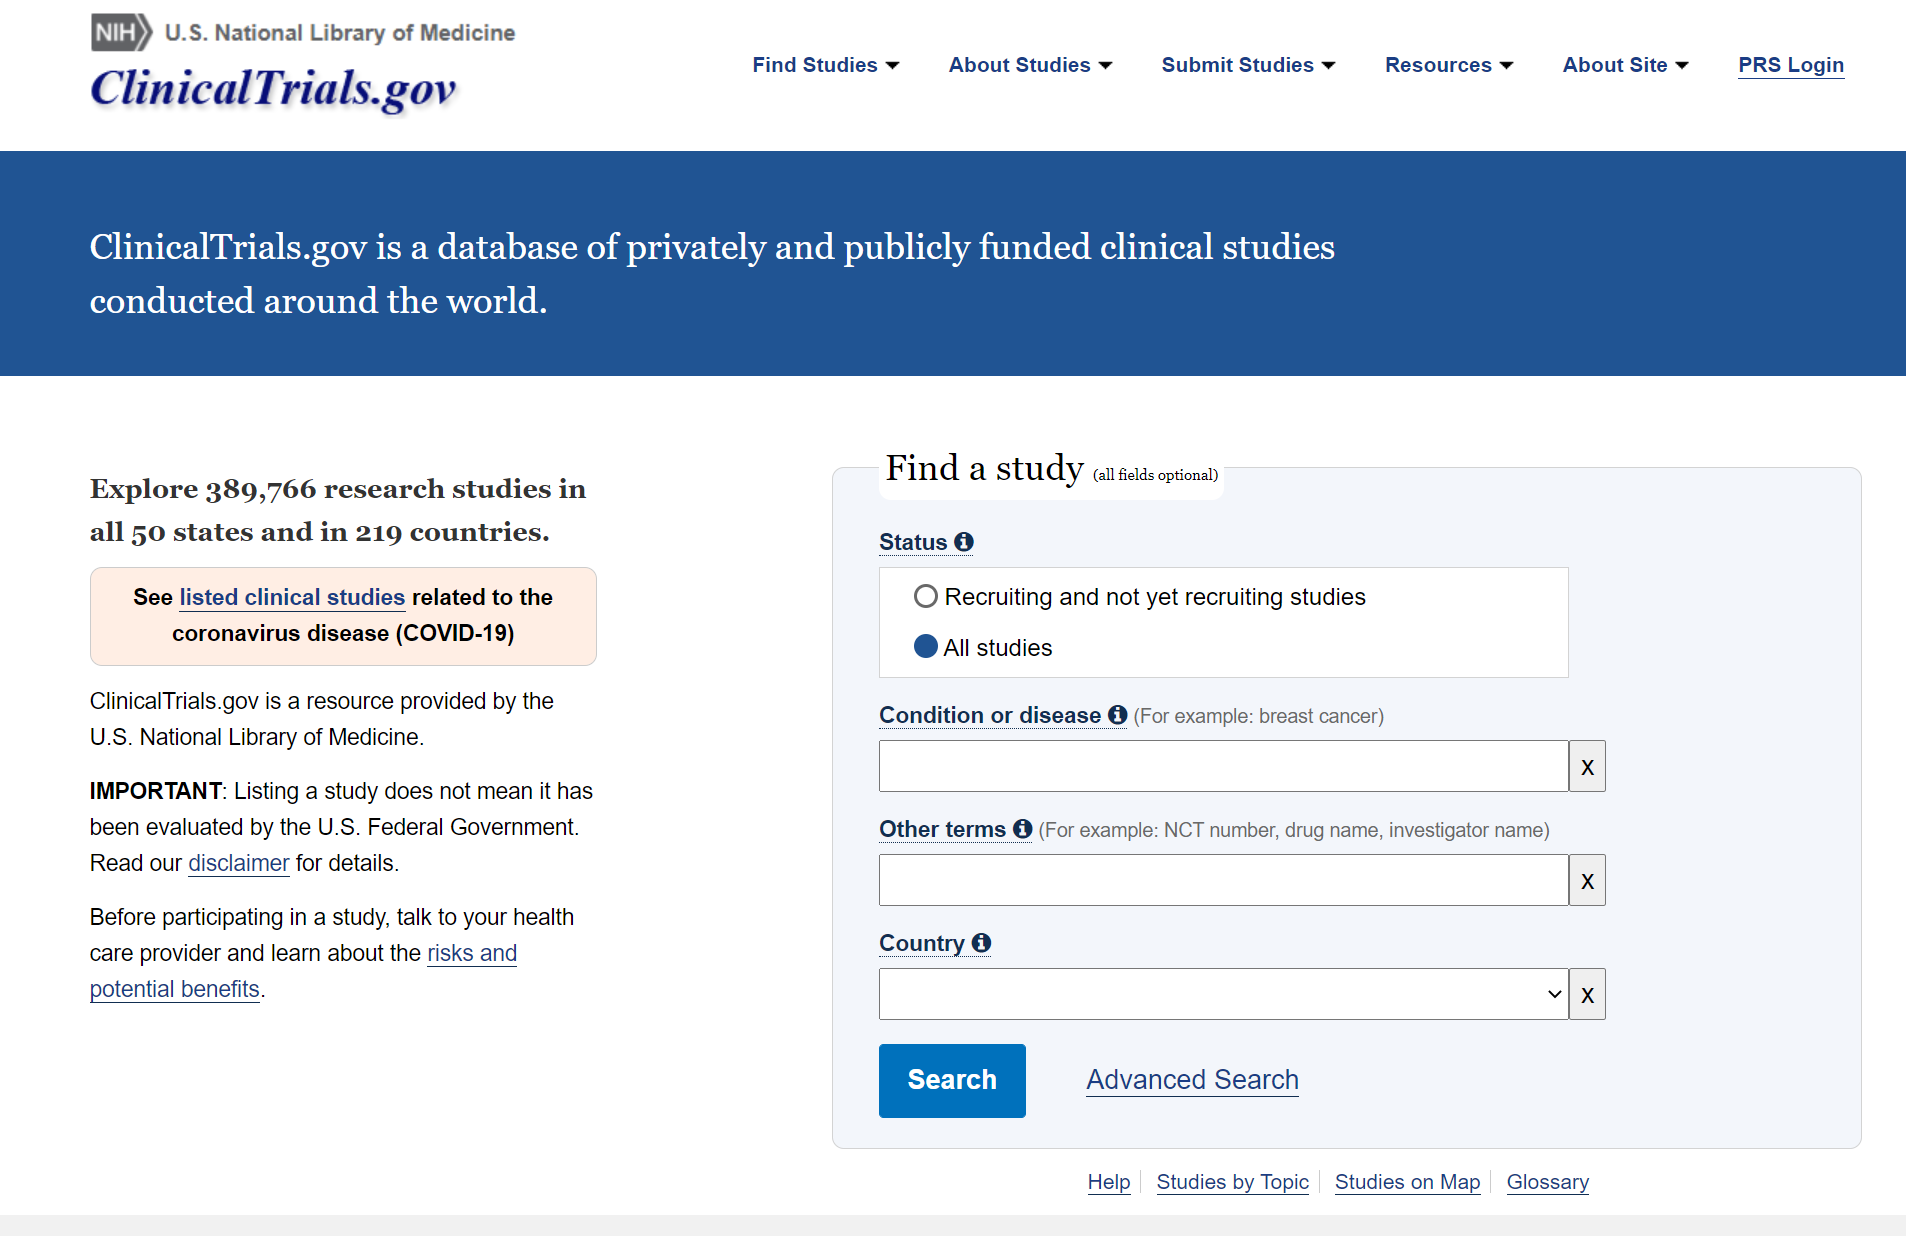 NIH U.S. National Library of Medicine
ClinicalTrials.gov
Find Studies About Studies Submit Studies Resources About Site PRS Login
ClinicalTrials.gov is a database of privately and publicly funded clinical studies
conducted around the world.
Explore 389,766 research studies in
all 50 states and in 219 countries.
See listed clinical studies related to the
coronavirus disease (COVID-19)
ClinicalTrials.gov is a resource provided by the
U.S. National Library of Medicine.
IMPORTANT: Listing a study does not mean it has
been evaluated by the U.S. Federal Government.
Read our disclaimer for details.
Before participating in a study, talk to your health
care provider and learn about the risks and
potential benefits.
Find a study (all fields optional)
Status
Recruiting and not yet recruiting studies
All studies
Condition or disease (For example: breast cancer)
X
Other terms (For example: NCT number, drug name, investigator name)
X
Country
X
Search Advanced Search
Help Studies by Topic Studies on Map Glossary